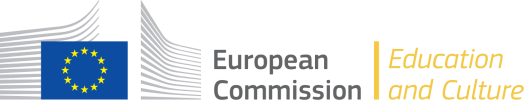 European
Commission
Education
and Culture